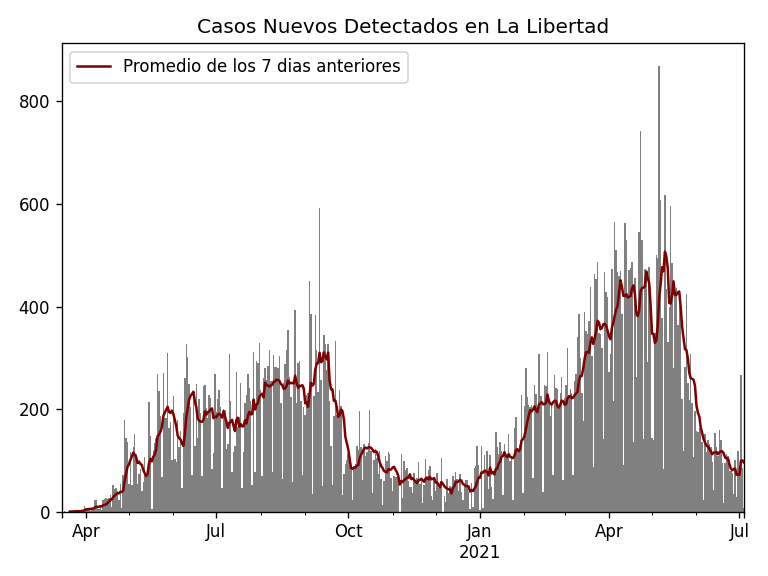 Casos Nuevos Detectados en La Libertad
Promedio de los 7 dias anteriores
800
600
400
200
0
Apr Jul Oct Jan Apr Jul
2021